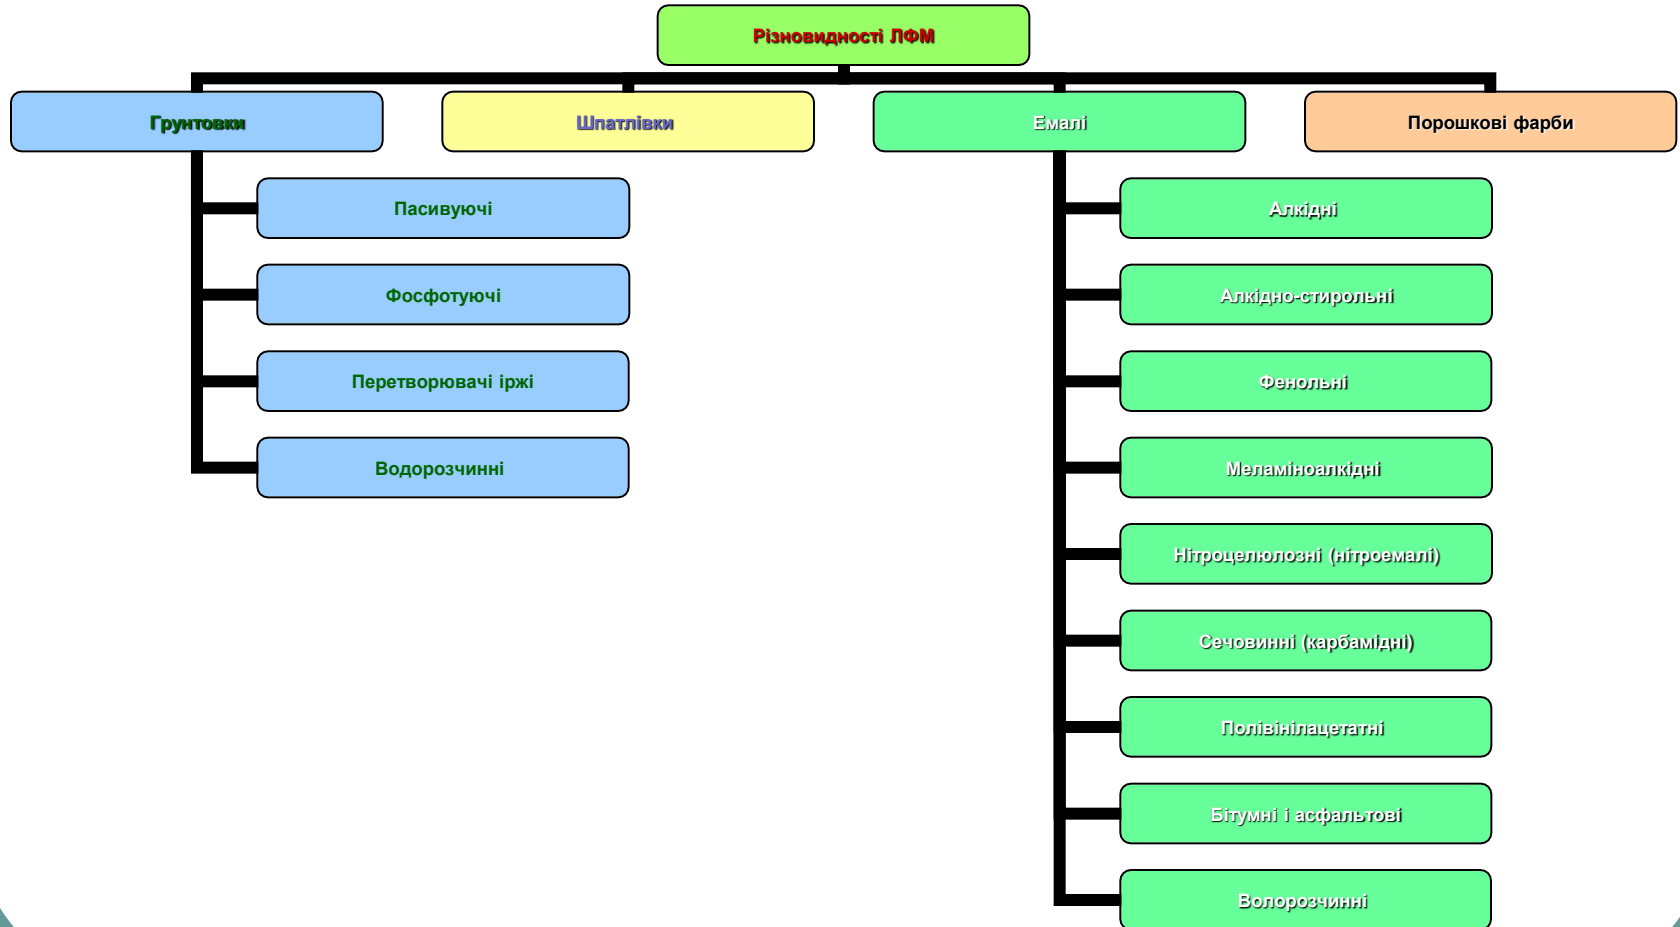 Різновидності ЛФМ
Грунтовки
Шпатлівки
Емалі
Порошкові фарби
Пасивуючі
Фосфотуючі
Перетворювачі іржі
Водорозчинні
Алкідні
Алкідно-стирольні
Фенольні
Меламіноалкідні
Нітроцелюлозні (нітроемалі)
Сечовинні (карбамідні)
Полівінілацетатні
Бітумні і асфальтові
Волорозчинні